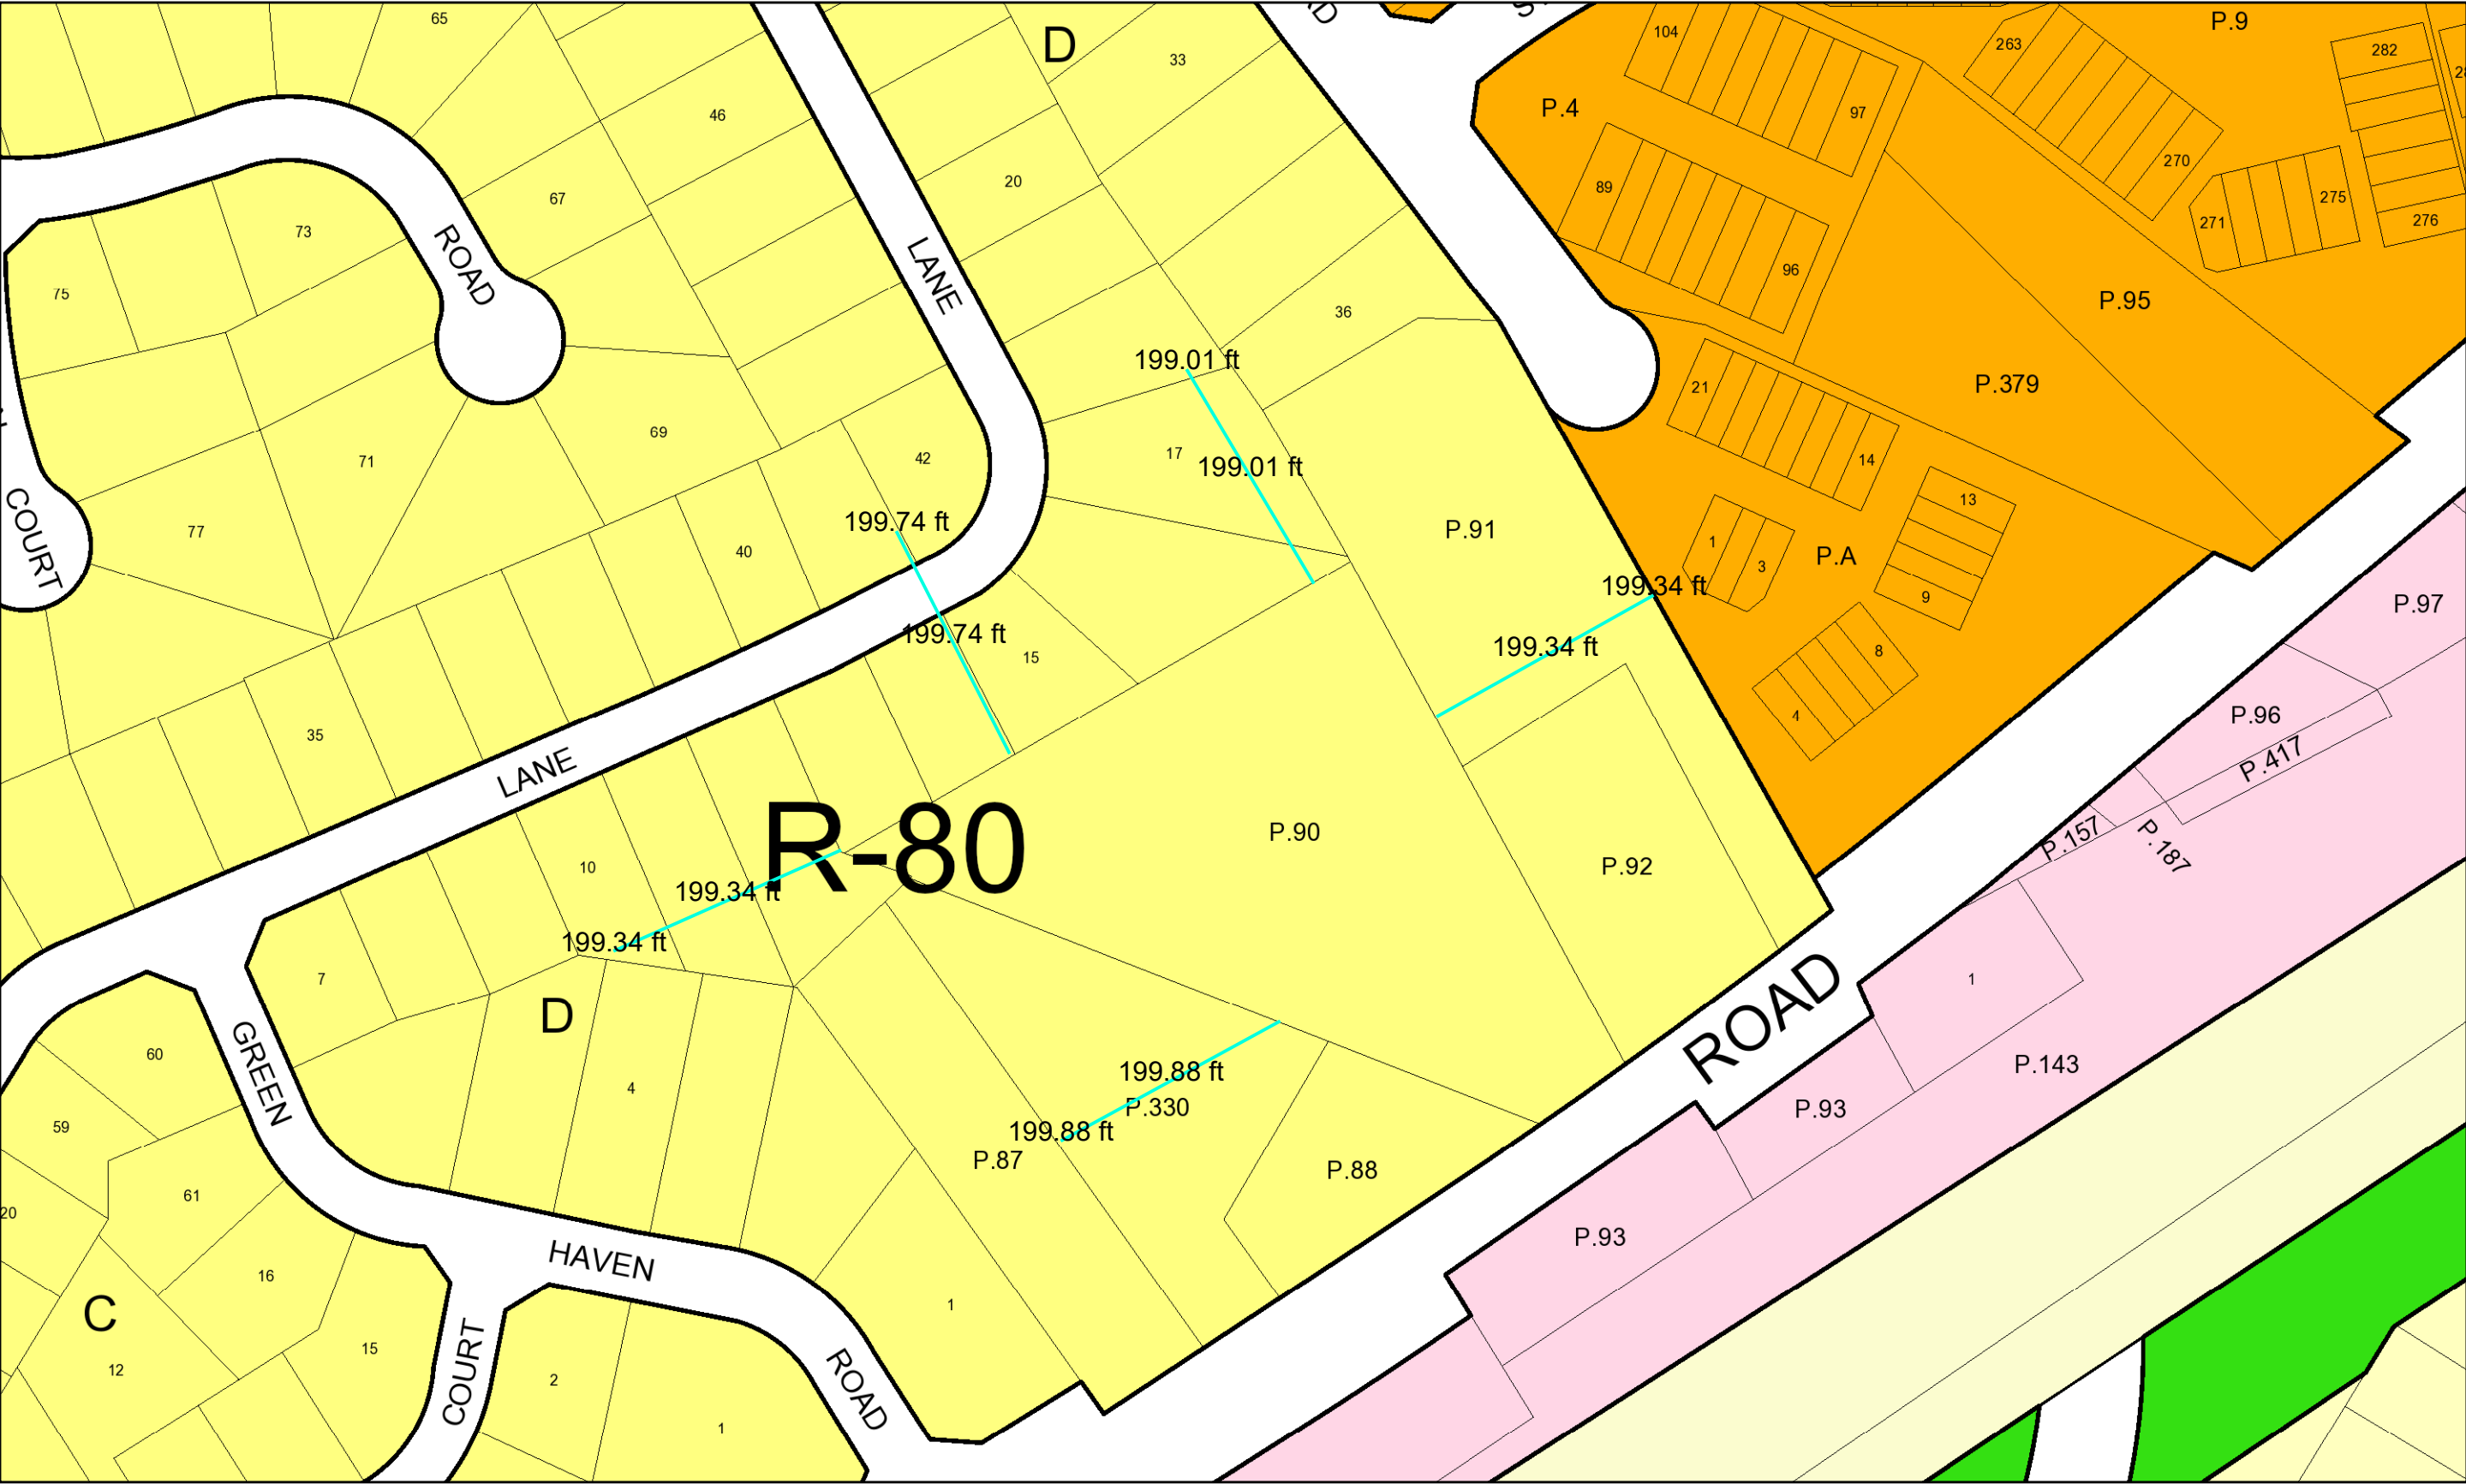 65
D
33
104
263
P.9
282
46
P.4
97
270
67
20
89
275
271
276
73
ROAD
LANE
96
75
36
P.95
199.01 ft
21
P.379
69
71
42
17
199.01 ft
14
13
P.91
COURT
77
199.74 ft
40
1
3
P.A
199.34 ft
9
P.97
199.74 ft
15
199.34 ft
8
35
4
P.96
P.417
LANE
R-80
P.90
P.157
P.187
10
P.92
199.34 ft
199.34 ft
7
D
ROAD
1
60
GREEN
4
199.88 ft
P.330
P.143
P.93
59
199.88 ft
P.87
P.88
61
20
P.93
HAVEN
16
C
1
12
15
COURT
2
ROAD
1